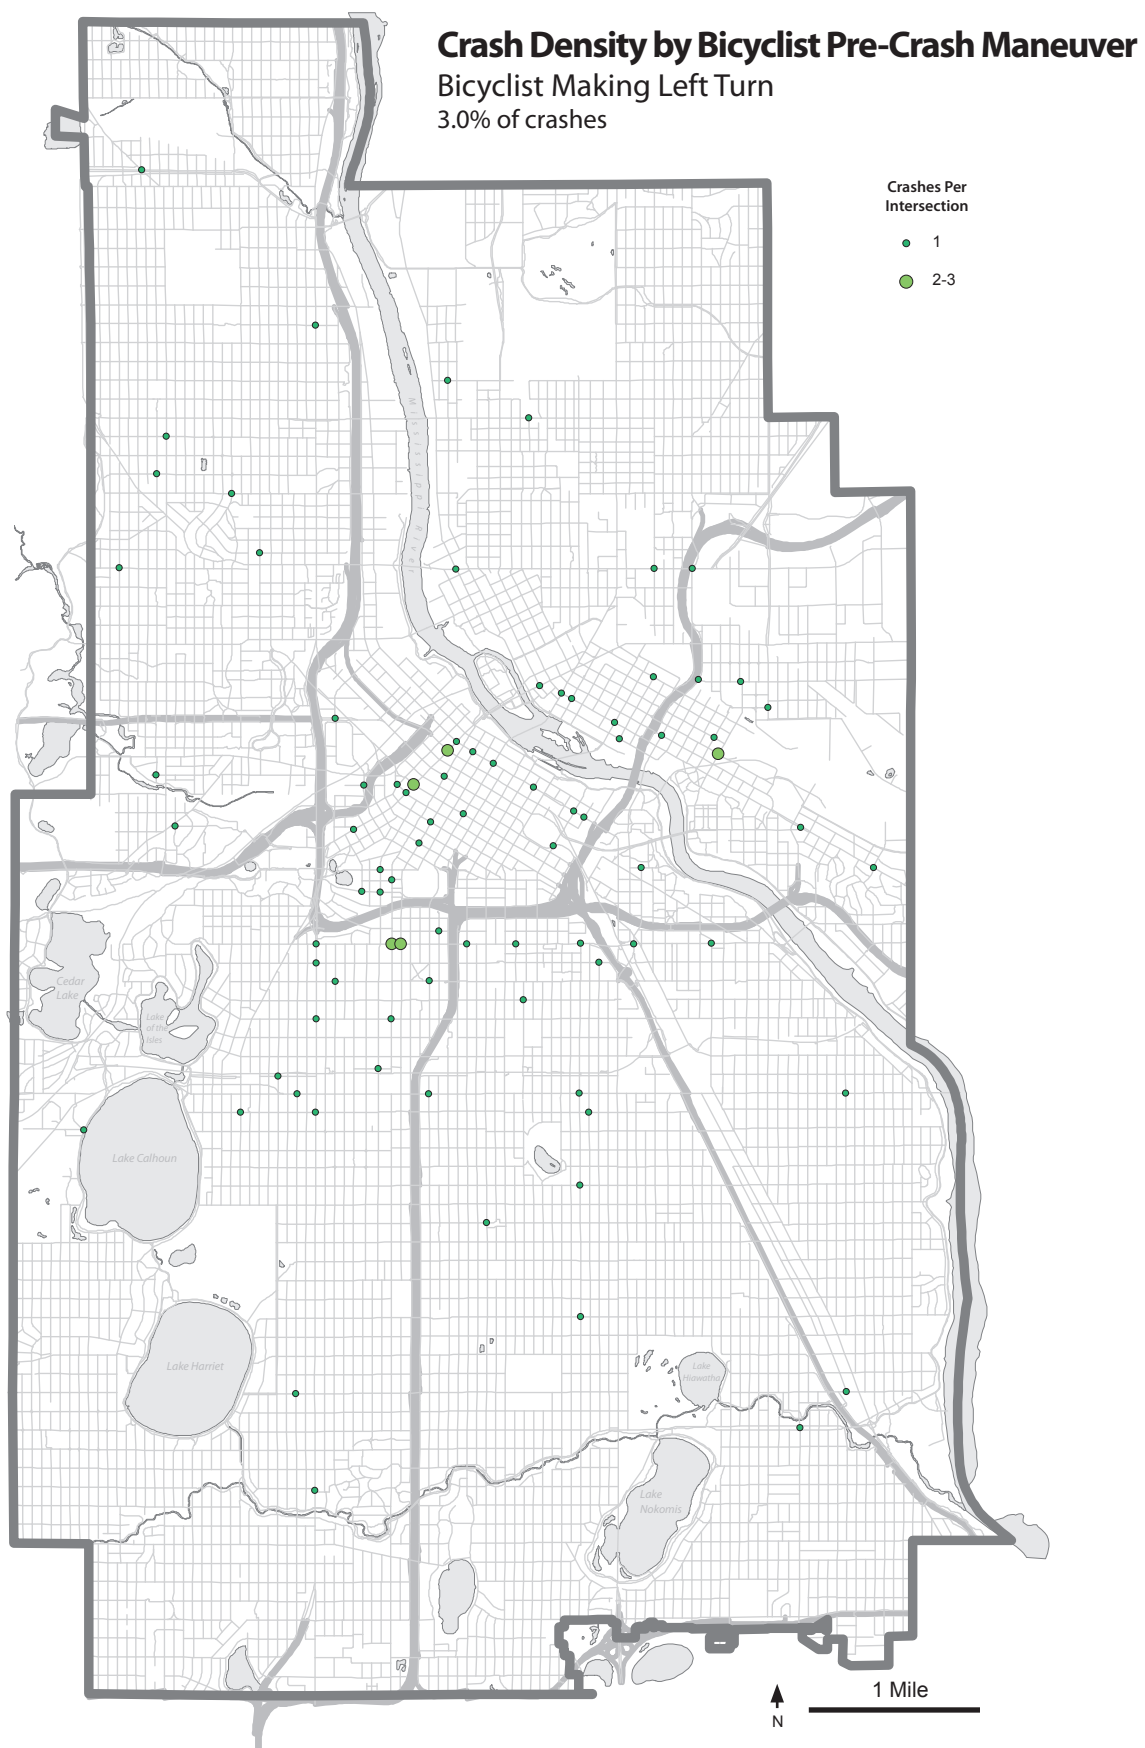 Crash Density by Bicyclist Pre-Crash Maneuver
Bicyclist Making Left Turn
3.0% of crashes
Crashes Per
Intersection
1
2-3
Mississippi River
Cedar
Lake
Lake
of the
Isles
Lake Calhoun
Lake Harriet
Lake
Hiawatha
Lake
Nokomis
1 Mile
N